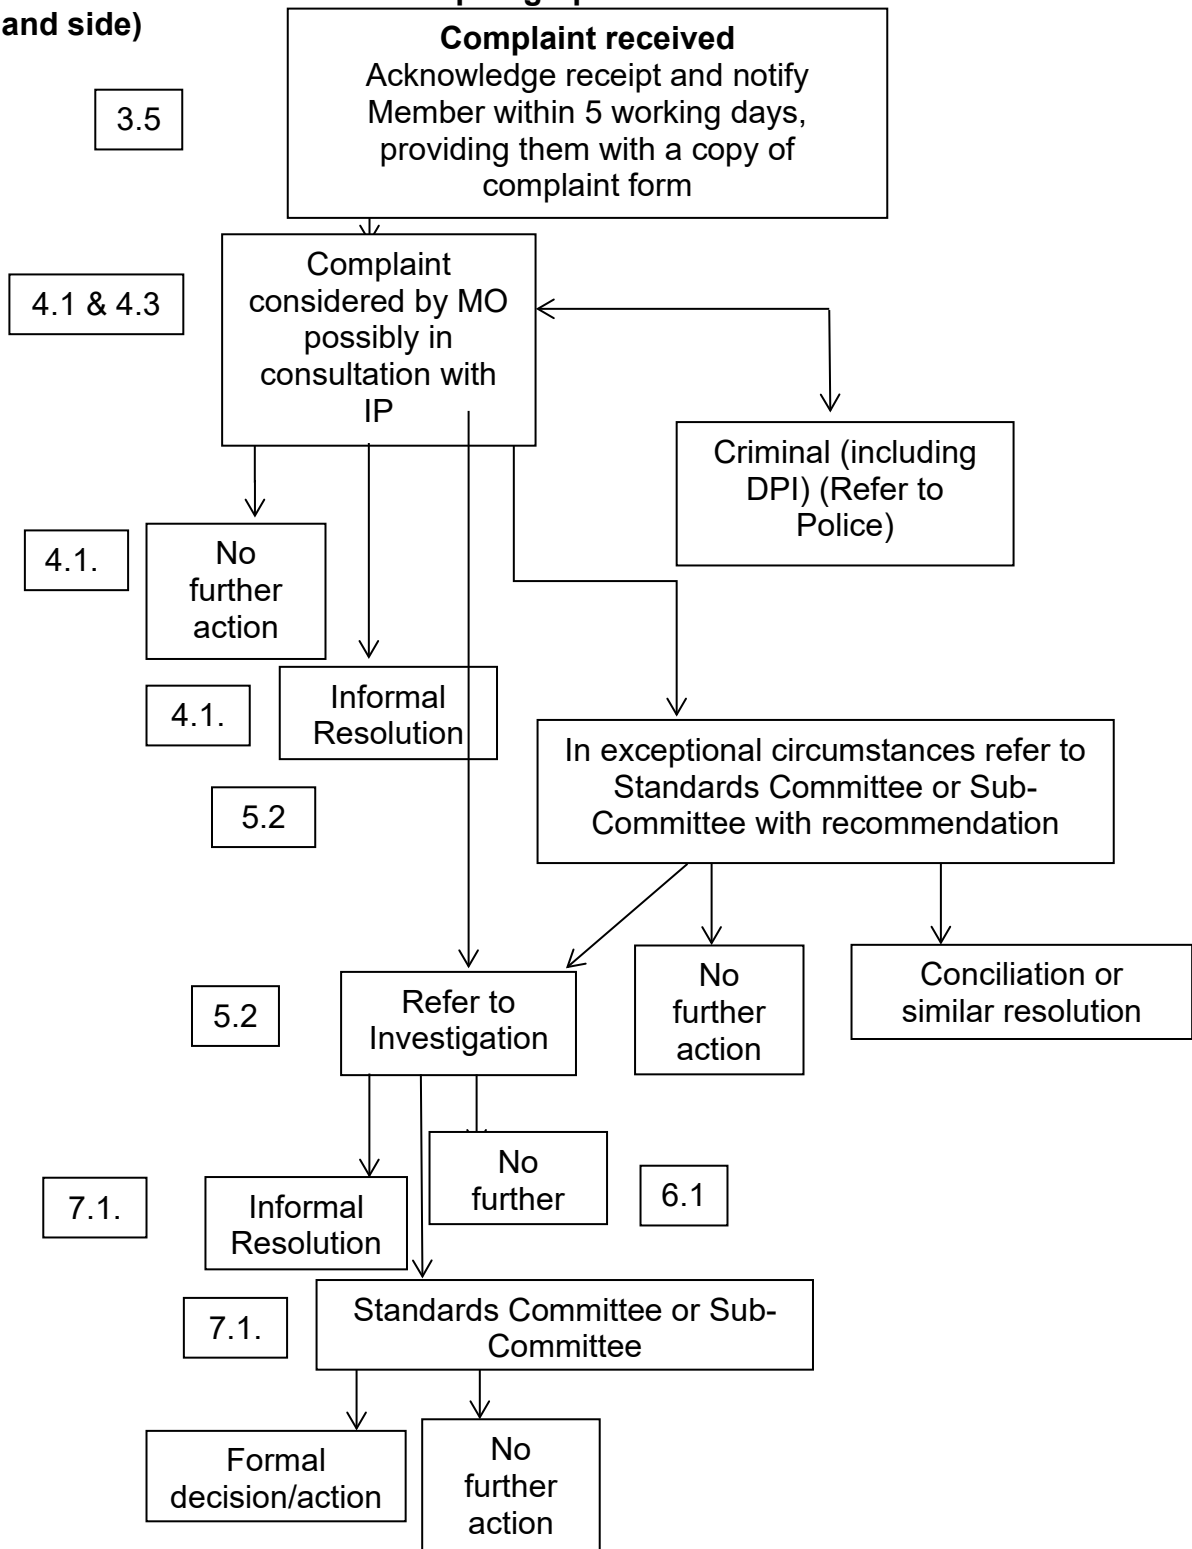 and side)
Complaint received
Acknowledge receipt and notify
Member within 5 working days,
providing them with a copy of
complaint form
3.5
Complaint
considered by MO
possibly in
consultation with
IP
4.1 & 4.3
Criminal (including
DPI) (Refer to
Police)
4.1.
No
further
action
4.1.
Informal
Resolution
In exceptional circumstances refer to
Standards Committee or Sub-
Committee with recommendation
5.2
5.2
Refer to
Investigation
No
further
action
Conciliation or
similar resolution
No
further
6.1
7.1.
Informal
Resolution
7.1.
Standards Committee or Sub-
Committee
Formal
decision/action
No
further
action